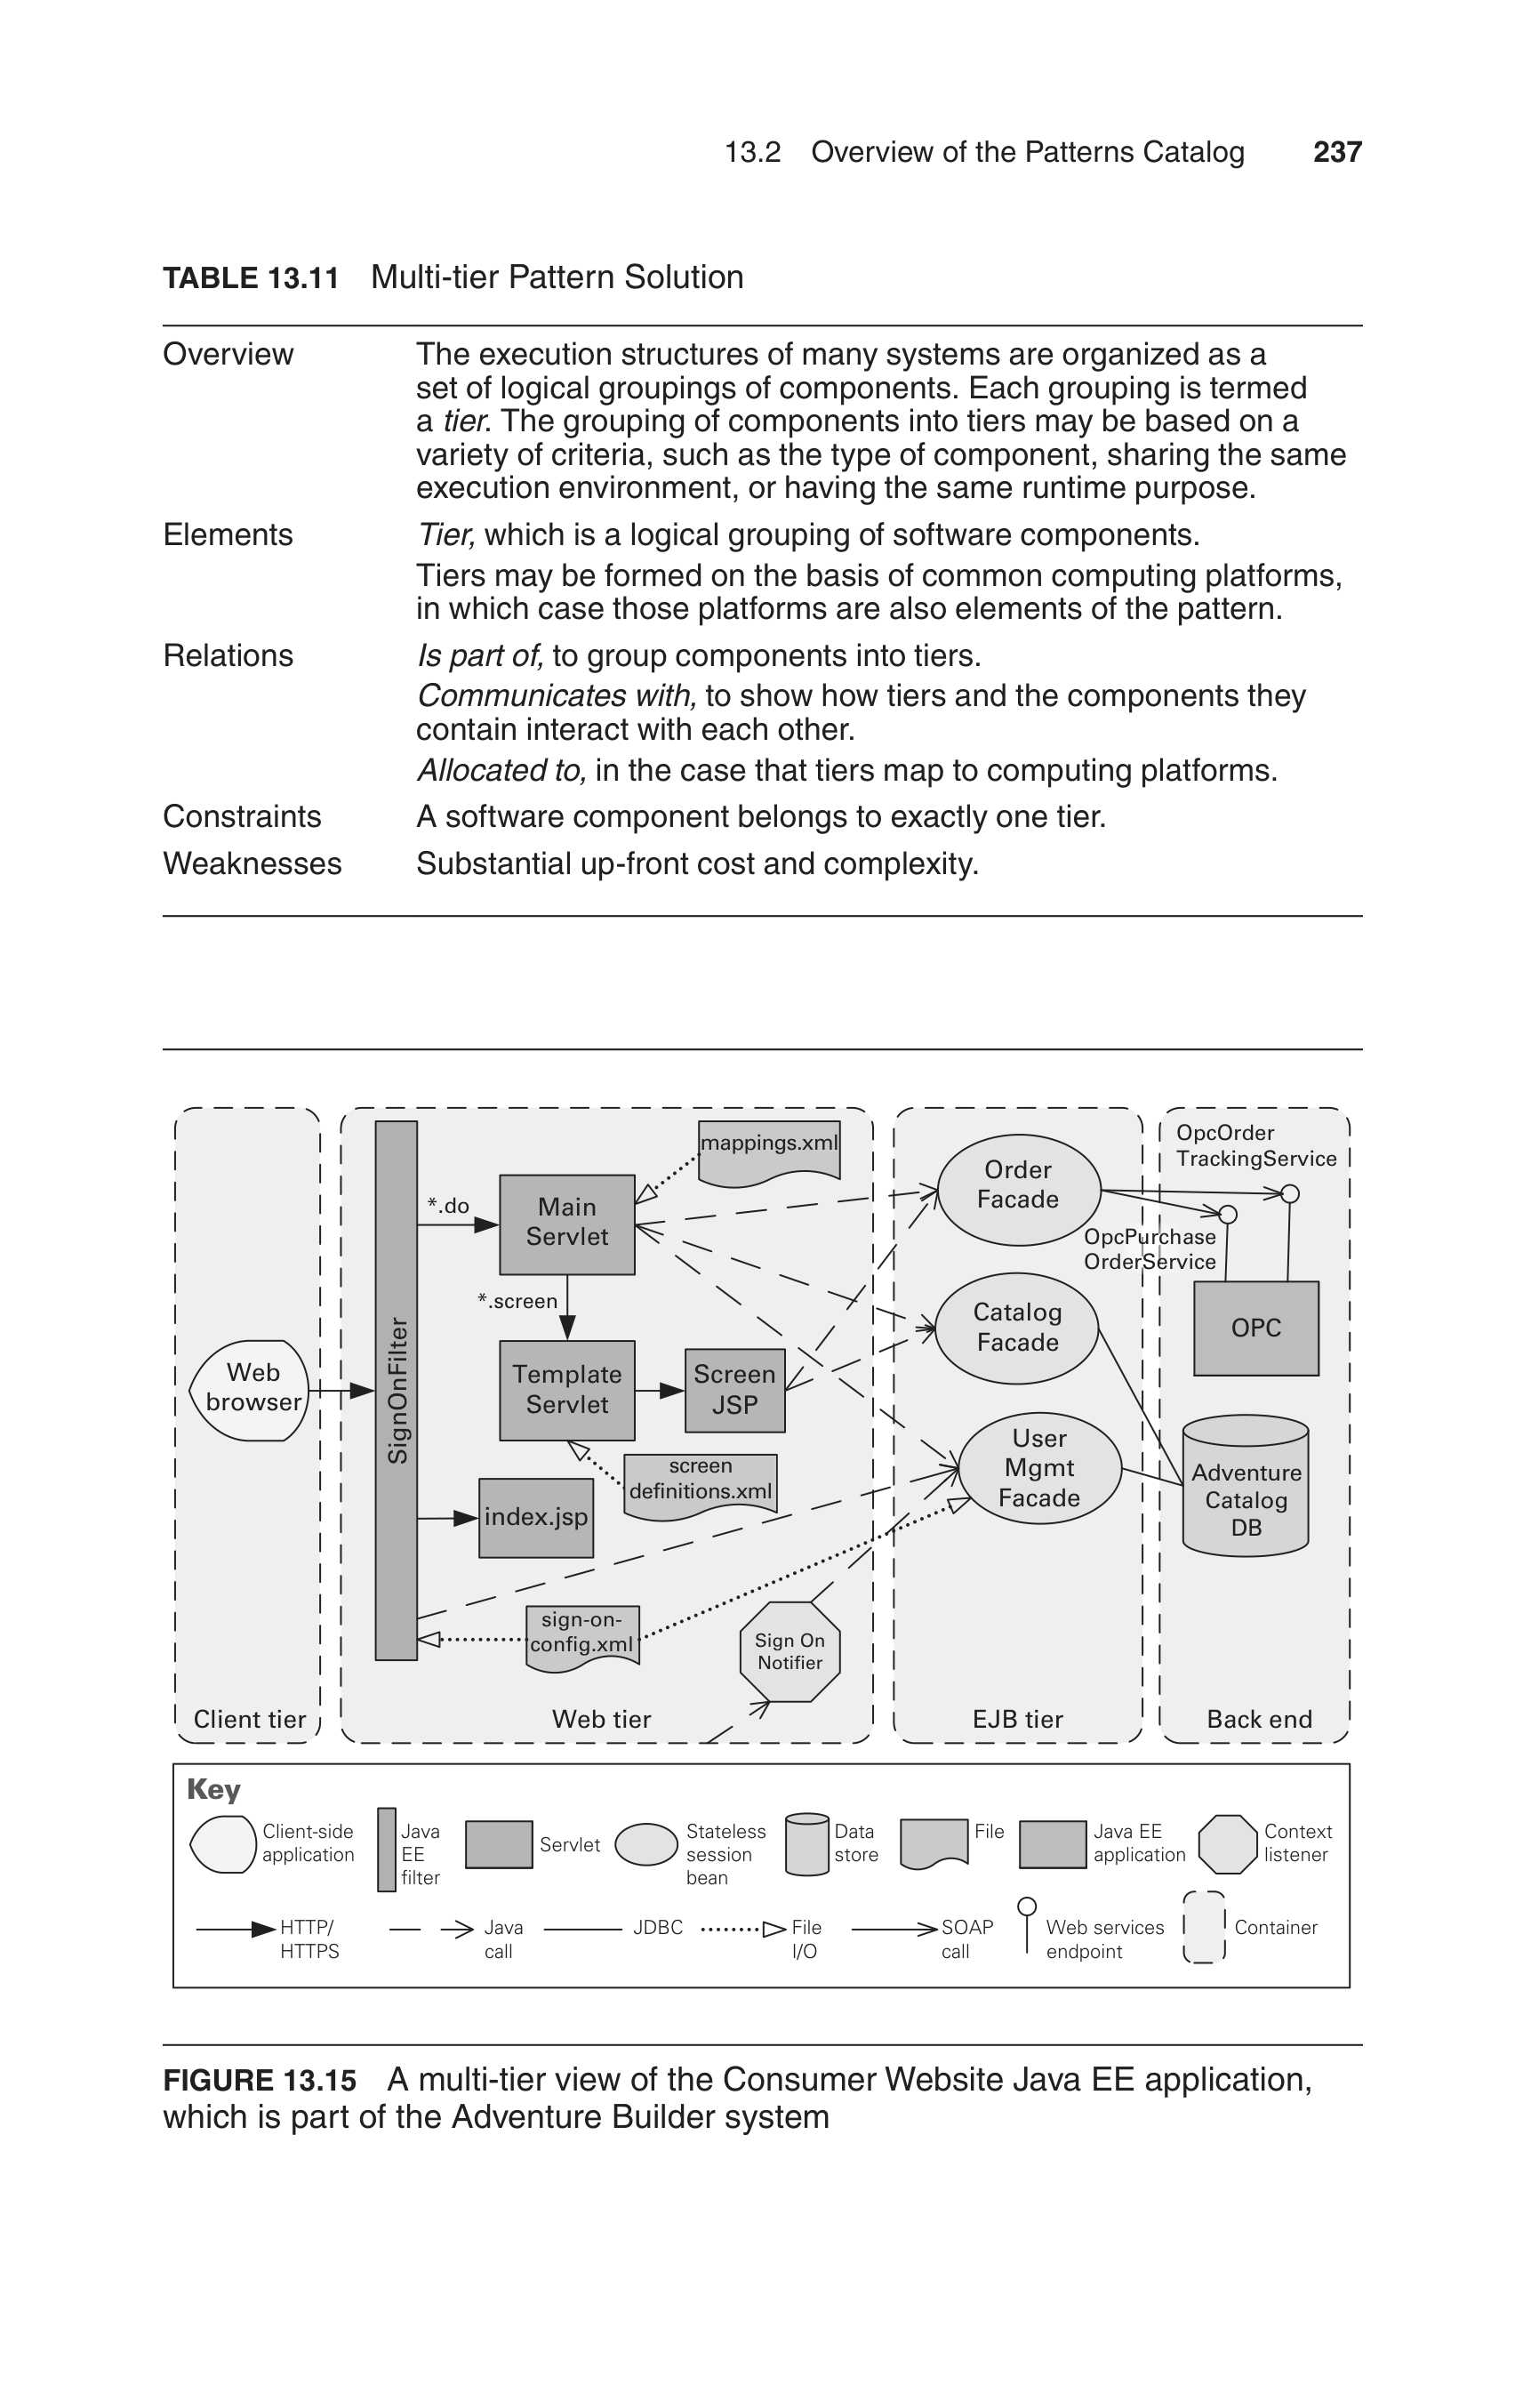 13.2 Overview of the Patterns Catalog 237
TABLE 13.11 Multi-tier Pattern Solution
Overview The execution structures of many systems are organized as a
set of logical groupings of components. Each grouping is termed
a tier. The grouping of components into tiers may be based on a
variety of criteria, such as the type of component, sharing the same
execution environment, or having the same runtime purpose.
Elements Tier, which is a logical grouping of software components.
Tiers may be formed on the basis of common computing platforms,
in which case those platforms are also elements of the pattern.
Relations Is part of, to group components into tiers.
Communicates with, to show how tiers and the components they
contain interact with each other.
Allocated to, in the case that tiers map to computing platforms.
Constraints A software component belongs to exactly one tier.
Weaknesses Substantial up-front cost and complexity.
Web
browser
Client tier
SignOnFilter
*.do
Main
Servlet
mappings.xml
*.screen
Template
Servlet
Screen
JSP
screen
definitions.xml
index.jsp
sign-on-
config.xml
Sign On
Notifier
Web tier
Order
Facade
Catalog
Facade
User
Mgmt
Facade
EJB tier
OpcOrder
TrackingService
OpcPurchase
OrderService
OPC
Adventure
Catalog
DB
Back end
Key
Client-side
application
Java
EE
filter
Servlet
Stateless
session
bean
Data
store
File
Java EE
application
Context
listener
HTTP/
HTTPS
Java
call
JDBC
File
I/O
SOAP
call
Web services
endpoint
Container
FIGURE 13.15 A multi-tier view of the Consumer Website Java EE application,
which is part of the Adventure Builder system